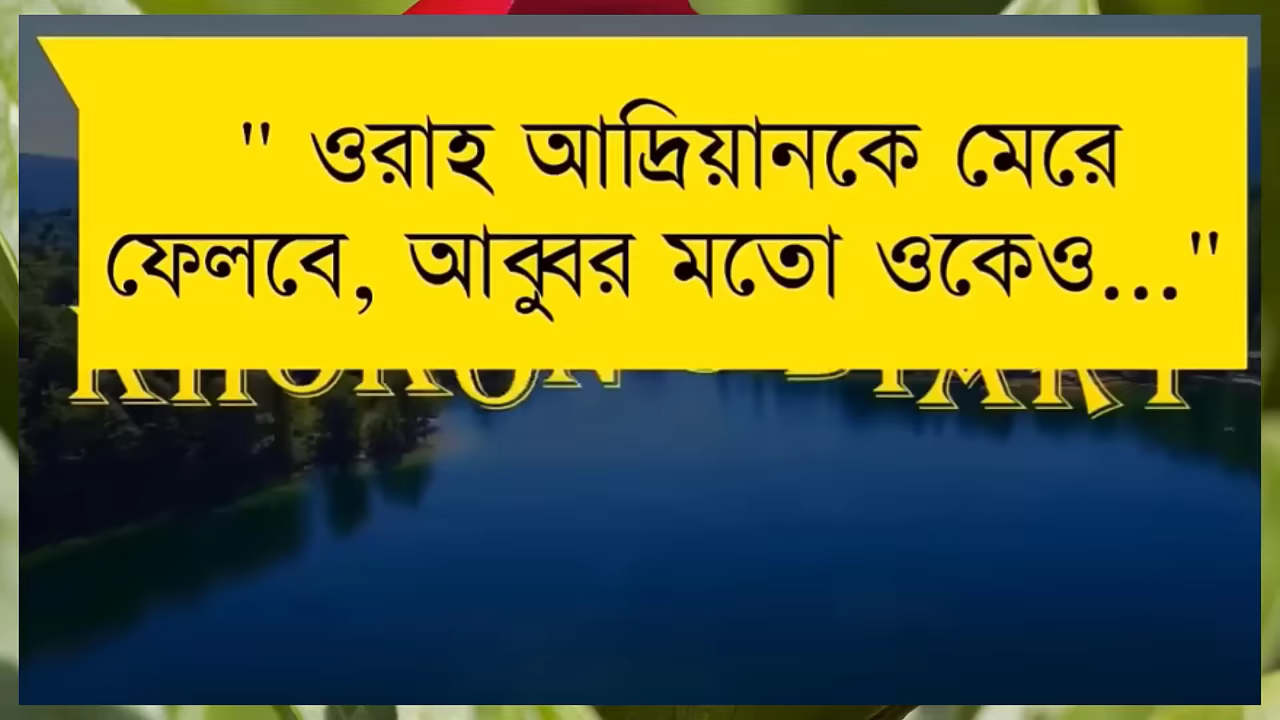 " ওরাহ আদ্রিয়ানকে মেরে
ফেলবে, আব্বুর মতো ওকেও..."